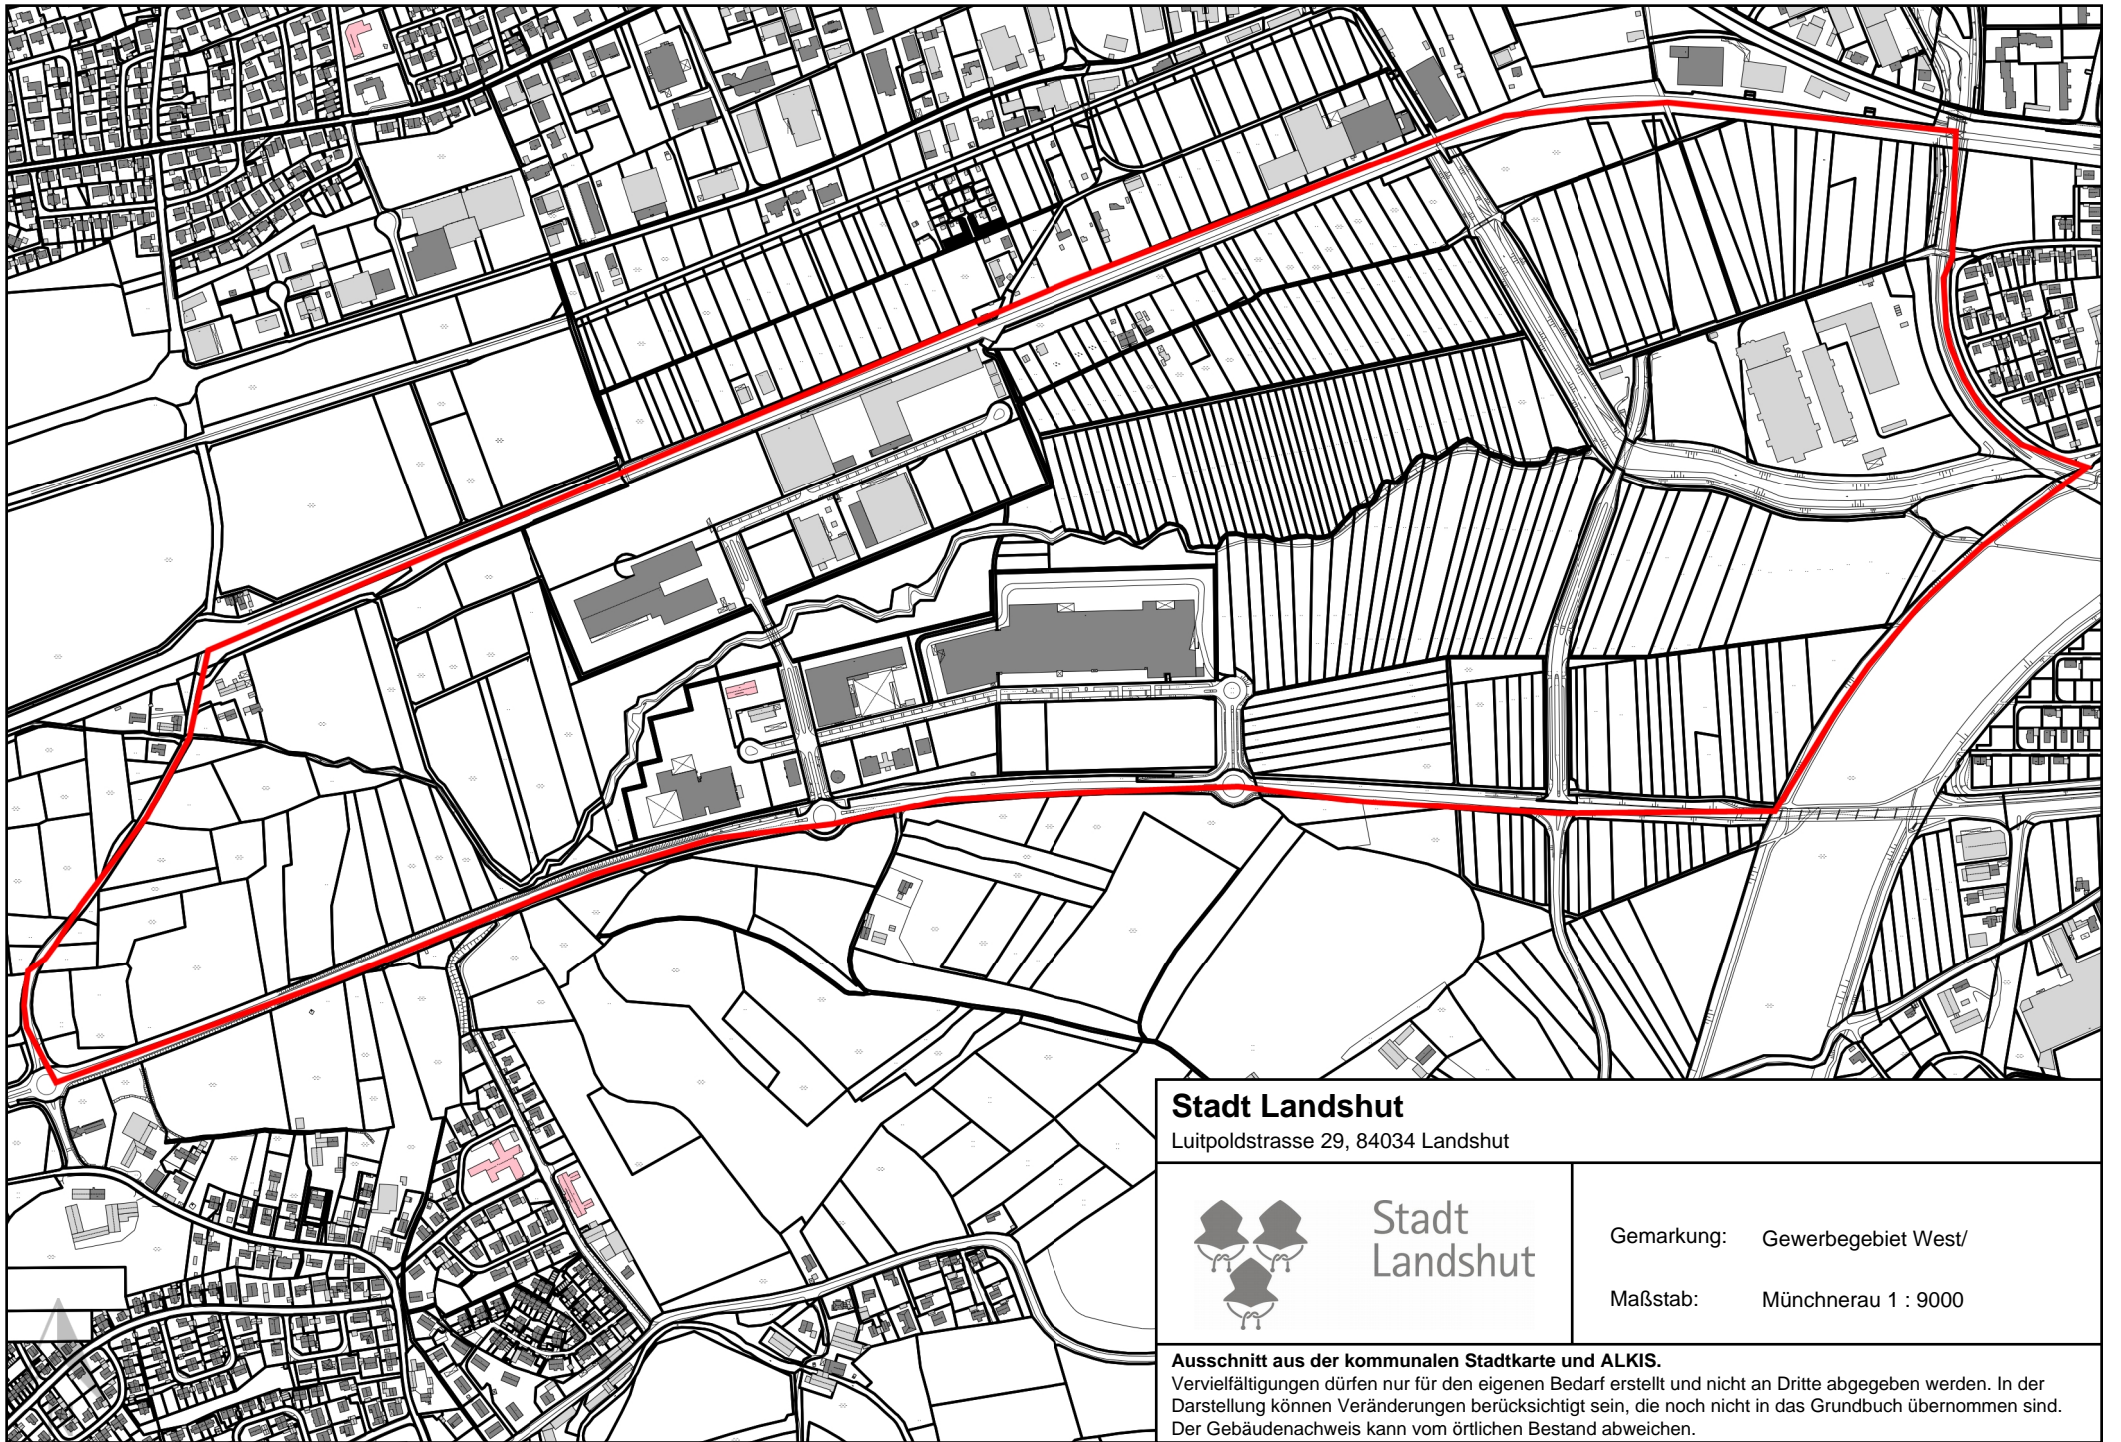 Stadt Landshut
Luitpoldstrasse 29, 84034 Landshut
Stadt
Landshut
Gemarkung: Gewerbegebiet West/
Maßstab: Münchnerau 1 : 9000
Ausschnitt aus der kommunalen Stadtkarte und ALKIS.
Vervielfältigungen dürfen nur für den eigenen Bedarf erstellt und nicht an Dritte abgegeben werden. In der
Darstellung können Veränderungen berücksichtigt sein, die noch nicht in das Grundbuch übernommen sind.
Der Gebäudenachweis kann vom örtlichen Bestand abweichen.